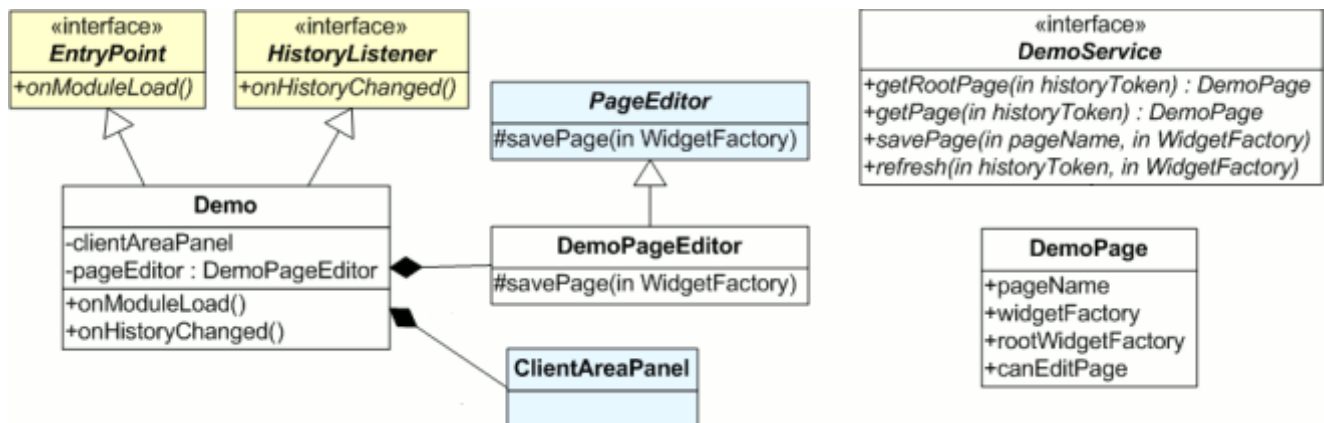 «interface»
EntryPoint
+onModuleLoad()
«interface»
HistoryListener
+onHistoryChanged()
PageEditor
#savePage(in WidgetFactory)
«interface»
DemoService
+getRootPage(in historyToken) : DemoPage
+getPage(in historyToken) : DemoPage
+savePage(in pageName, in WidgetFactory)
+refresh(in historyToken, in WidgetFactory)
Demo
-clientAreaPanel
-pageEditor : DemoPageEditor
+onModuleLoad()
+onHistoryChanged()
DemoPageEditor
#savePage(in WidgetFactory)
ClientAreaPanel
DemoPage
+pageName
+widgetFactory
+rootWidgetFactory
+canEditPage